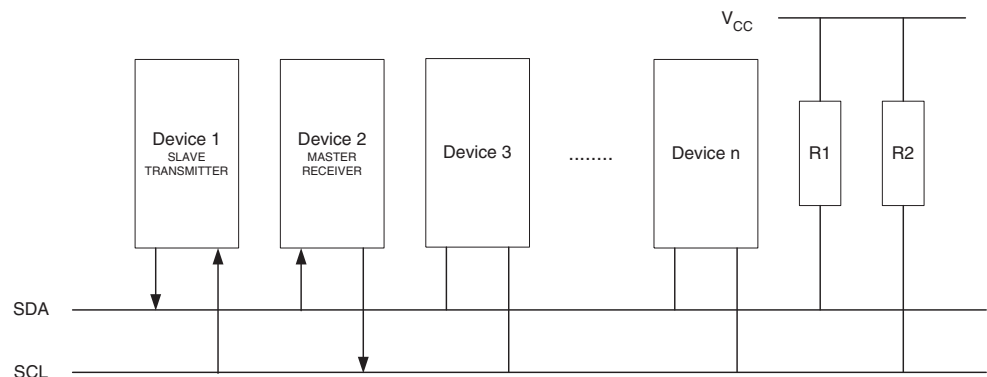 VCC
Device 1
SLAVE
TRANSMITTER
Device 2
MASTER
RECEIVER
Device 3
........
Device n
R1
R2
SDA
SCL